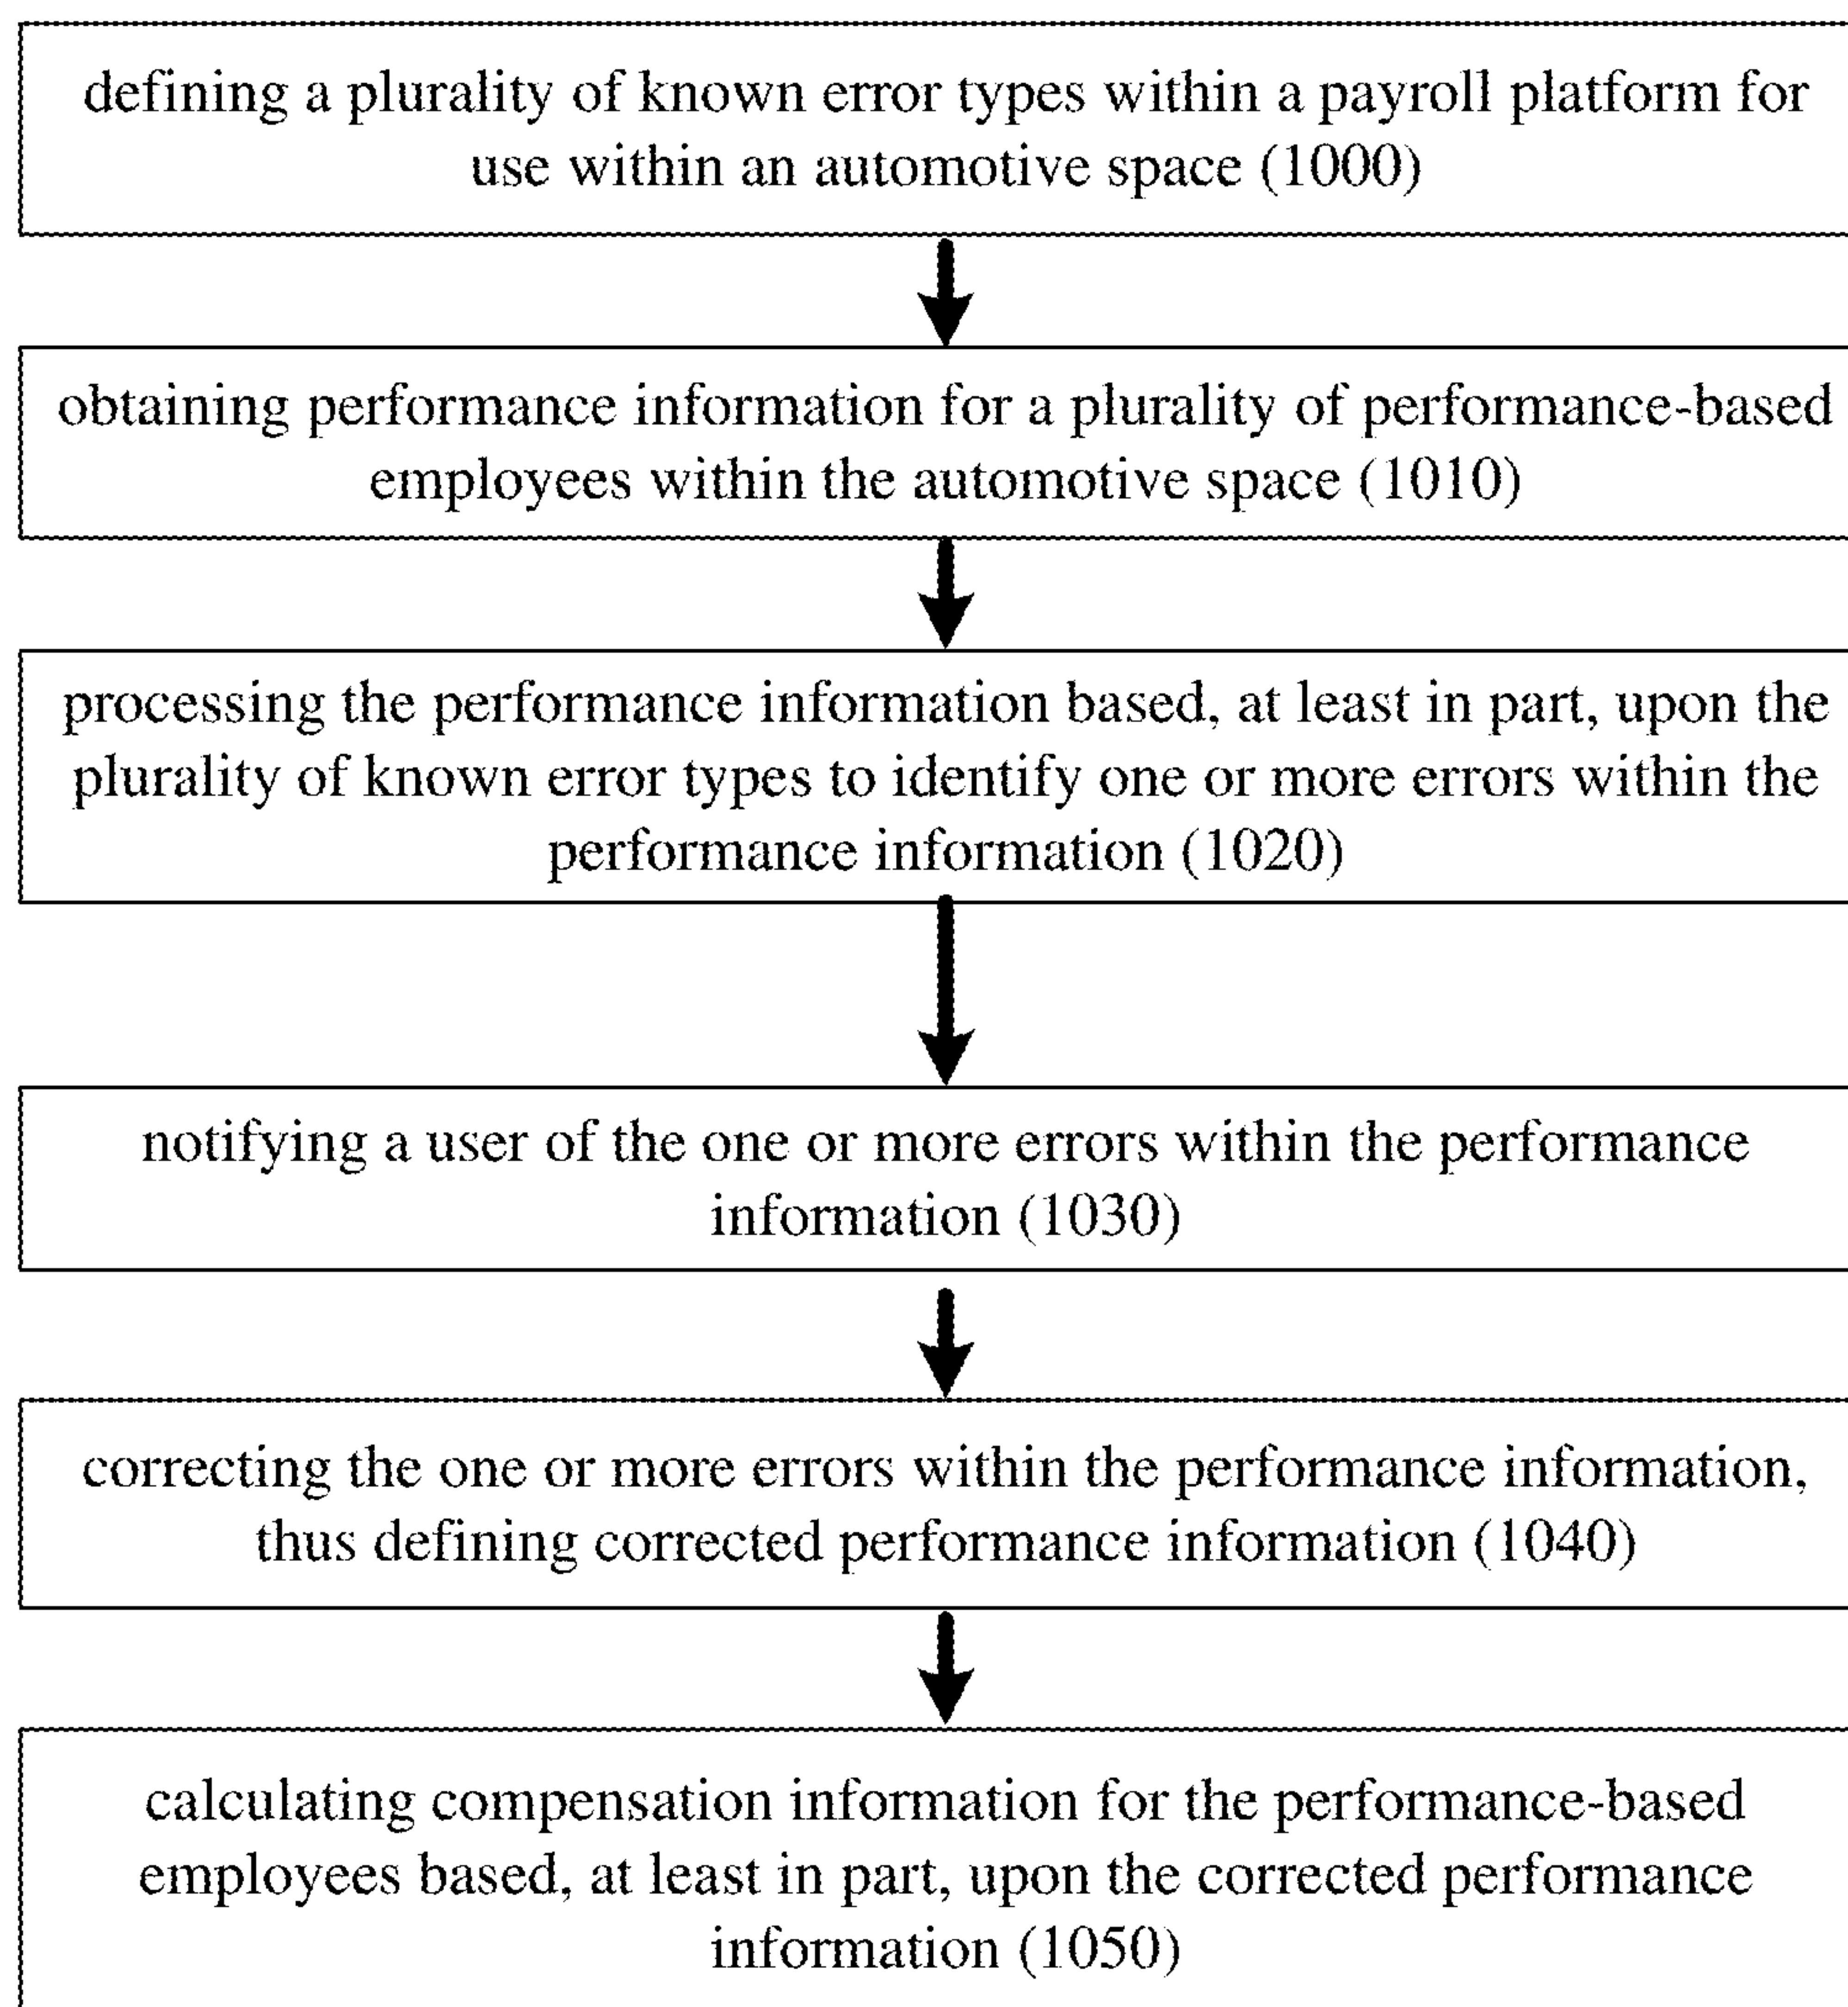 defining a plurality of known error types within a payroll platform for
use within an automotive space (1000)
obtaining performance information for a plurality of performance-based
employees within the automotive space (1010)
processing the performance information based, at least in part, upon the
plurality of known error types to identify one or more errors within the
performance information (1020)
notifying a user of the one or more errors within the performance
information (1030)
correcting the one or more errors within the performance information,
thus defining corrected performance information (1040)
calculating compensation information for the performance-based
employees based, at least in part, upon the corrected performance
information (1050)